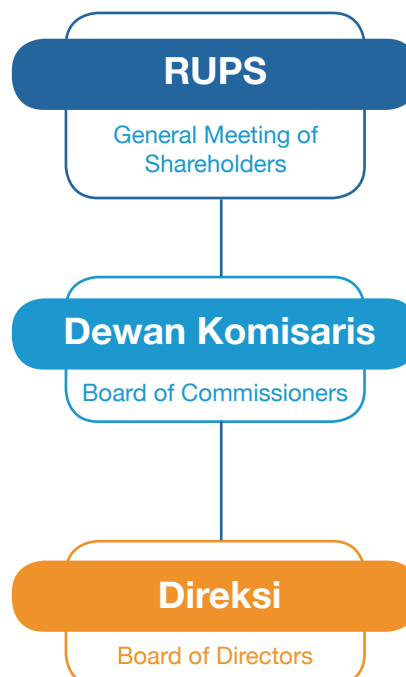 RUPS
General Meeting of
Shareholders
Dewan Komisaris
Board of Commissioners
Direksi
Board of Directors